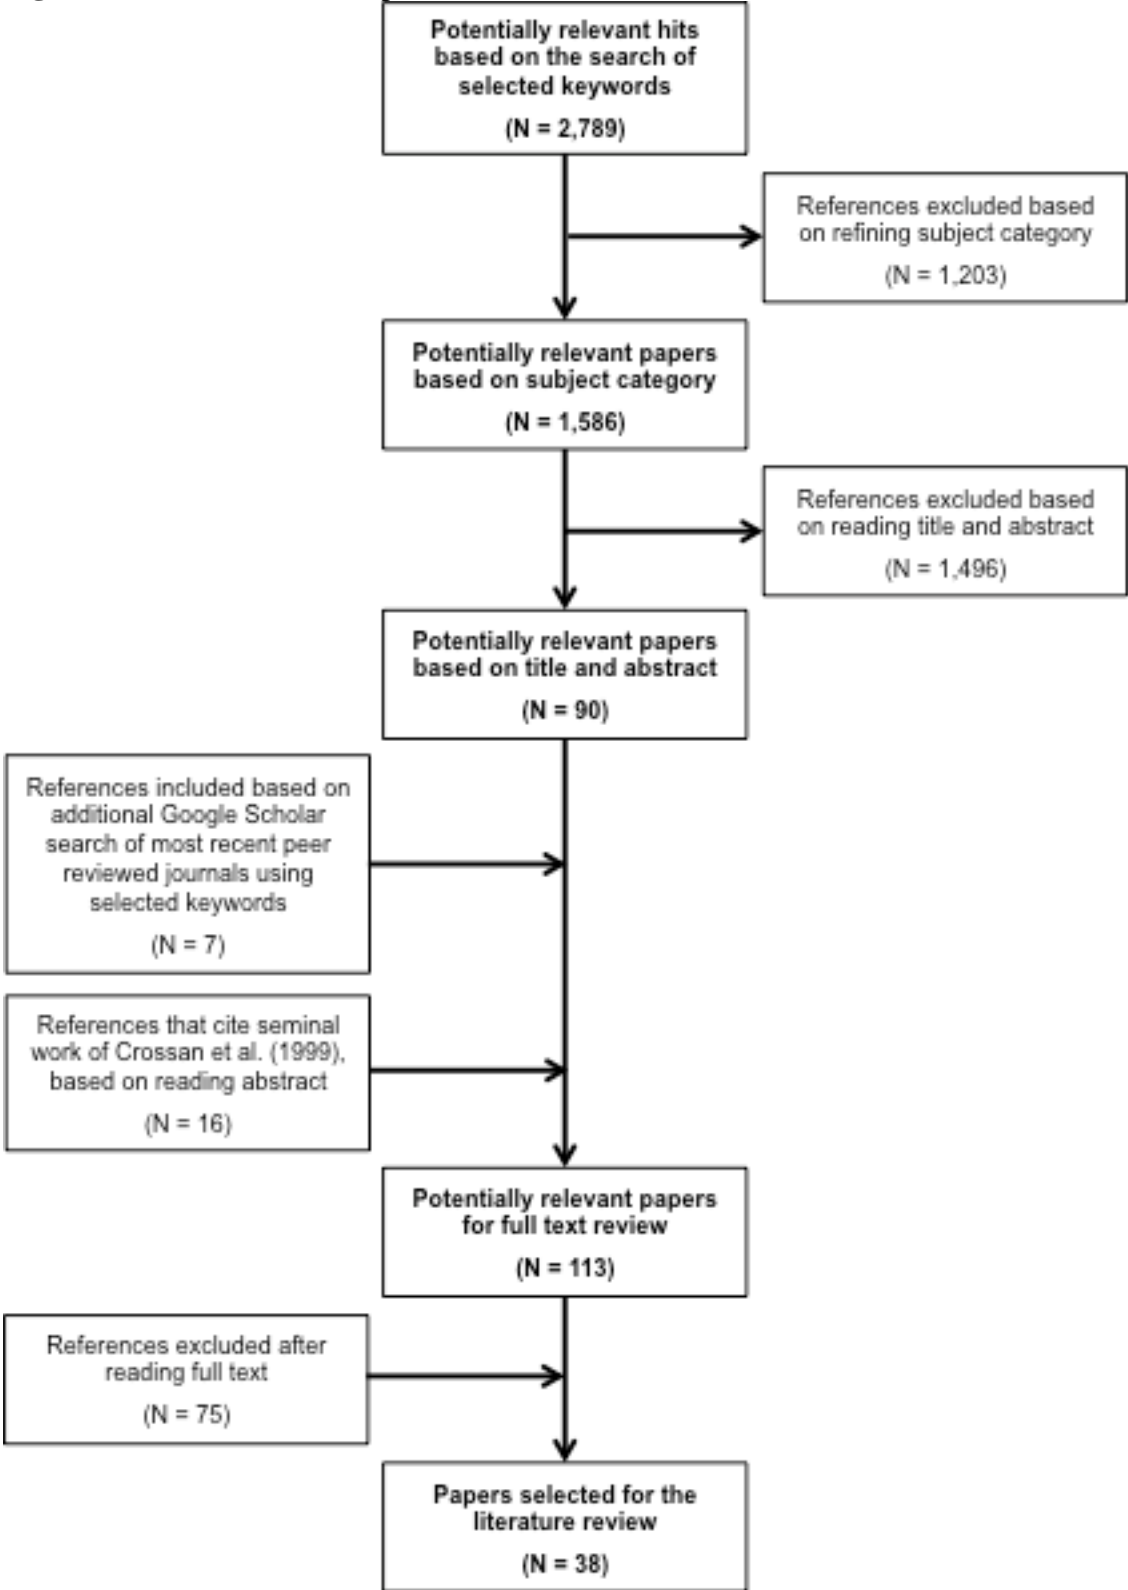 Potentially relevant hits
based on the search of
selected keywords
(N = 2,789)
References excluded based
on refining subject category
(N = 1,203)
Potentially relevant papers
based on subject category
(N = 1,586)
References excluded based
on reading title and abstract
(N = 1,496)
Potentially relevant papers
based on title and abstract
(N = 90)
References included based on
additional Google Scholar
search of most recent peer
reviewed journals using
selected keywords
(N = 7)
References that cite seminal
work of Crossan et al. (1999),
based on reading abstract
(N = 16)
Potentially relevant papers
for full text review
(N = 113)
References excluded after
reading full text
(N = 75)
Papers selected for the
literature review
(N = 38)